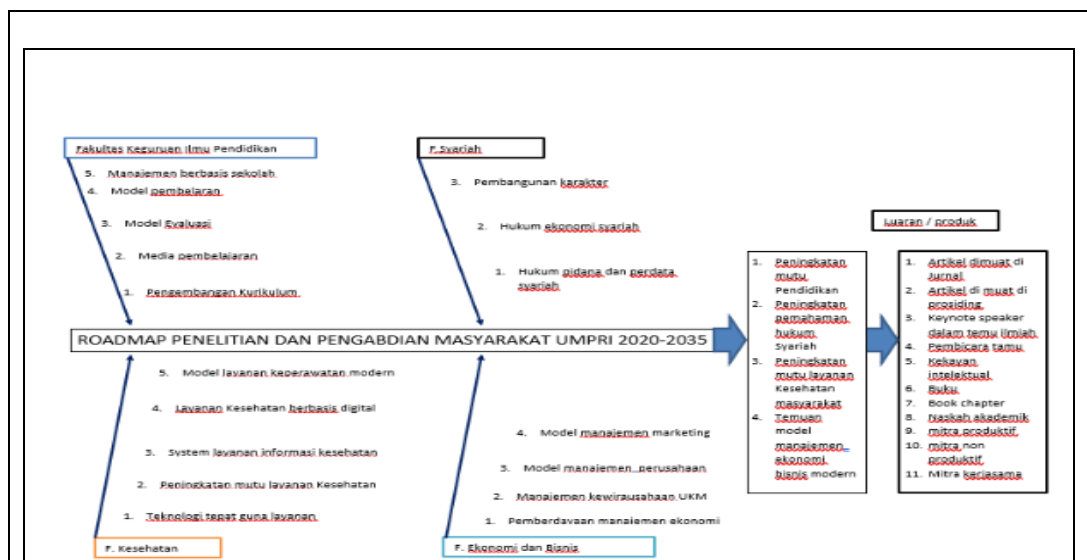 Fakultas Keguruan Ilmu Pendidikan
5. Manajemen berbasis sekolah
4. Model pembelaran
3. Model Evaluasi
2. Media pembelajaran
1. Pengembangan Kurikulum
F.Syariah
3. Pembangunan karakter
2. Hukum ekonomi syariah
1. Hukum pidana dan perdata
syariah
ROADMAP PENELITIAN DAN PENGABDIAN MASYARAKAT UMPRI 2020-2035
5. Model layanan keperawatan modern
4. Layanan Kesehatan berbasis digital
3. System layanan informasi kesehatan
2. Peningkatan mutu layanan Kesehatan
1. Teknologi tepat guna layanan
F. Kesehatan
4. Model manajemen marketing
3. Model manajemen perusahaan
2. Manajemen kewirausahaan UKM
1. Pemberdayaan manajemen ekonomi
F. Ekonomi dan Bisnis
1. Peningkatan
mutu
Pendidikan
2. Peningkatan
pemahaman
hukum
Syariah
3. Peningkatan
mutu layanan
Kesehatan
masyarakat
4. Temuan
model
manajemen
ekonomi
bisnis modern
Luaran / produk
1. Artikel dimuat di
Jurnal
2. Artikel di muat di
prosiding
3. Keynote speaker
dalam temu ilmiah
4. Pembicara tamu
5. Kekayan
intelektual
6. Buku
7. Book chapter
8. Naskah akademik
9. mitra produktif
10. mitra non
produktif
11. Mitra kerjasama